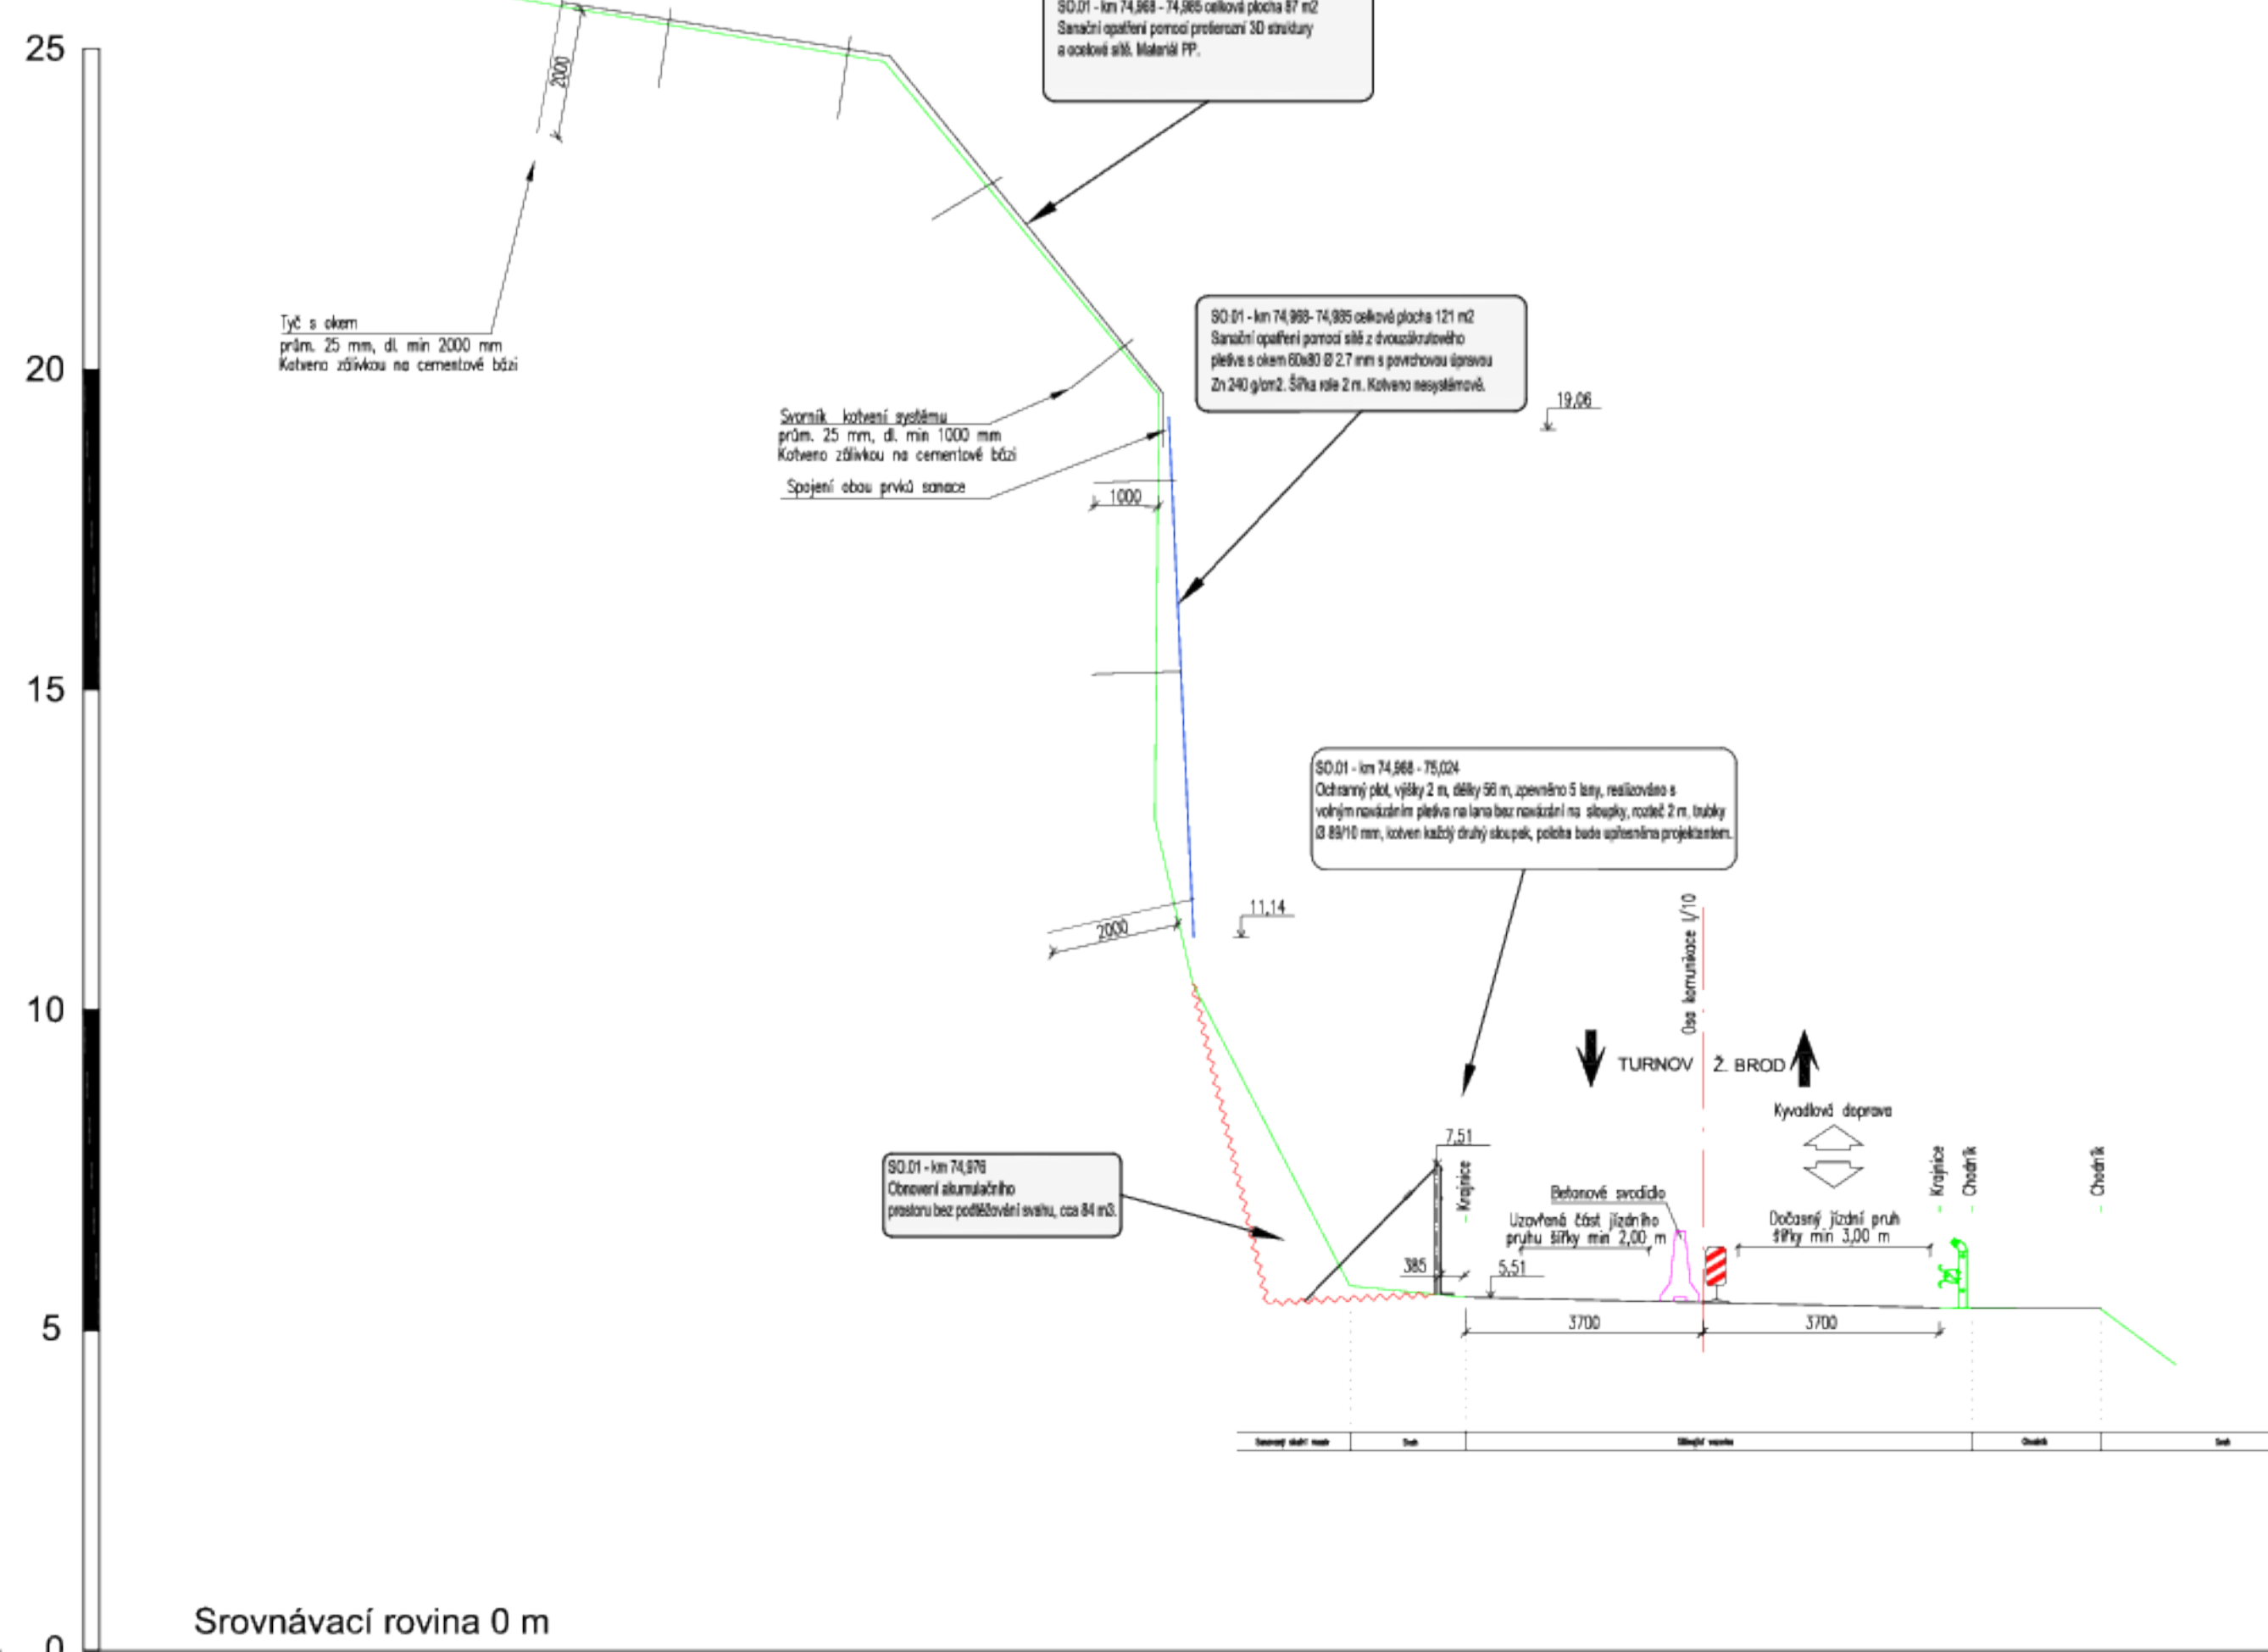 SO.01 - km 74,968 - 74,985 celková plocha 87 m2
Sanační opatření pomocí protierozní 3D struktury
a ocelové sítě. Materiál PP.
25
2000
Tyč s okem
prům. 25 mm, dl. min 2000 mm
Kotveno zálivkou na cementové bázi
SO.01 - km 74,968- 74,985 celková plocha 121 m2
Sanační opatření pomocí sítě z dvouzákrutového
pletiva s okem 60x80 Ø 2.7 mm s povrchovou úpravou
Zn 240 g/cm2. Šířka role 2 m. Kotveno nesystémově.
20
19,06
Svorník kotvení systému
prům. 25 mm, dl. min 1000 mm
Kotveno zálivkou na cementové bázi
Spojení obou prvků sanace
1000
15
SO.01 - km 74,968 - 75,024
Ochranný plot, výšky 2 m, délky 56 m, zpevněno 5 lany, realizováno s
volným navázáním pletiva na lana bez navázání na sloupky, rozteč 2 m, trubky
Ø 89/10 mm, kotven každý druhý sloupek, poloha bude upřesněna projektantem.
11,14
2000
Osa komunikace I/10
10
TURNOV
Ž. BROD
Kyvadlová doprava
7,51
Krajnice
Krajnice
Chodník
Chodník
SO.01 - km 74,976
Obnovení akumulačního
prostoru bez podtěžování svahu, cca 84 m3.
Betonové svodidlo
Uzavřená část jízdního
pruhu šířky min 2,00 m
Dočasný jízdní pruh
šířky min 3,00 m
385
5,51
5
3700
3700
Svah
Chodník
Svah
Srovnávací rovina 0 m
0